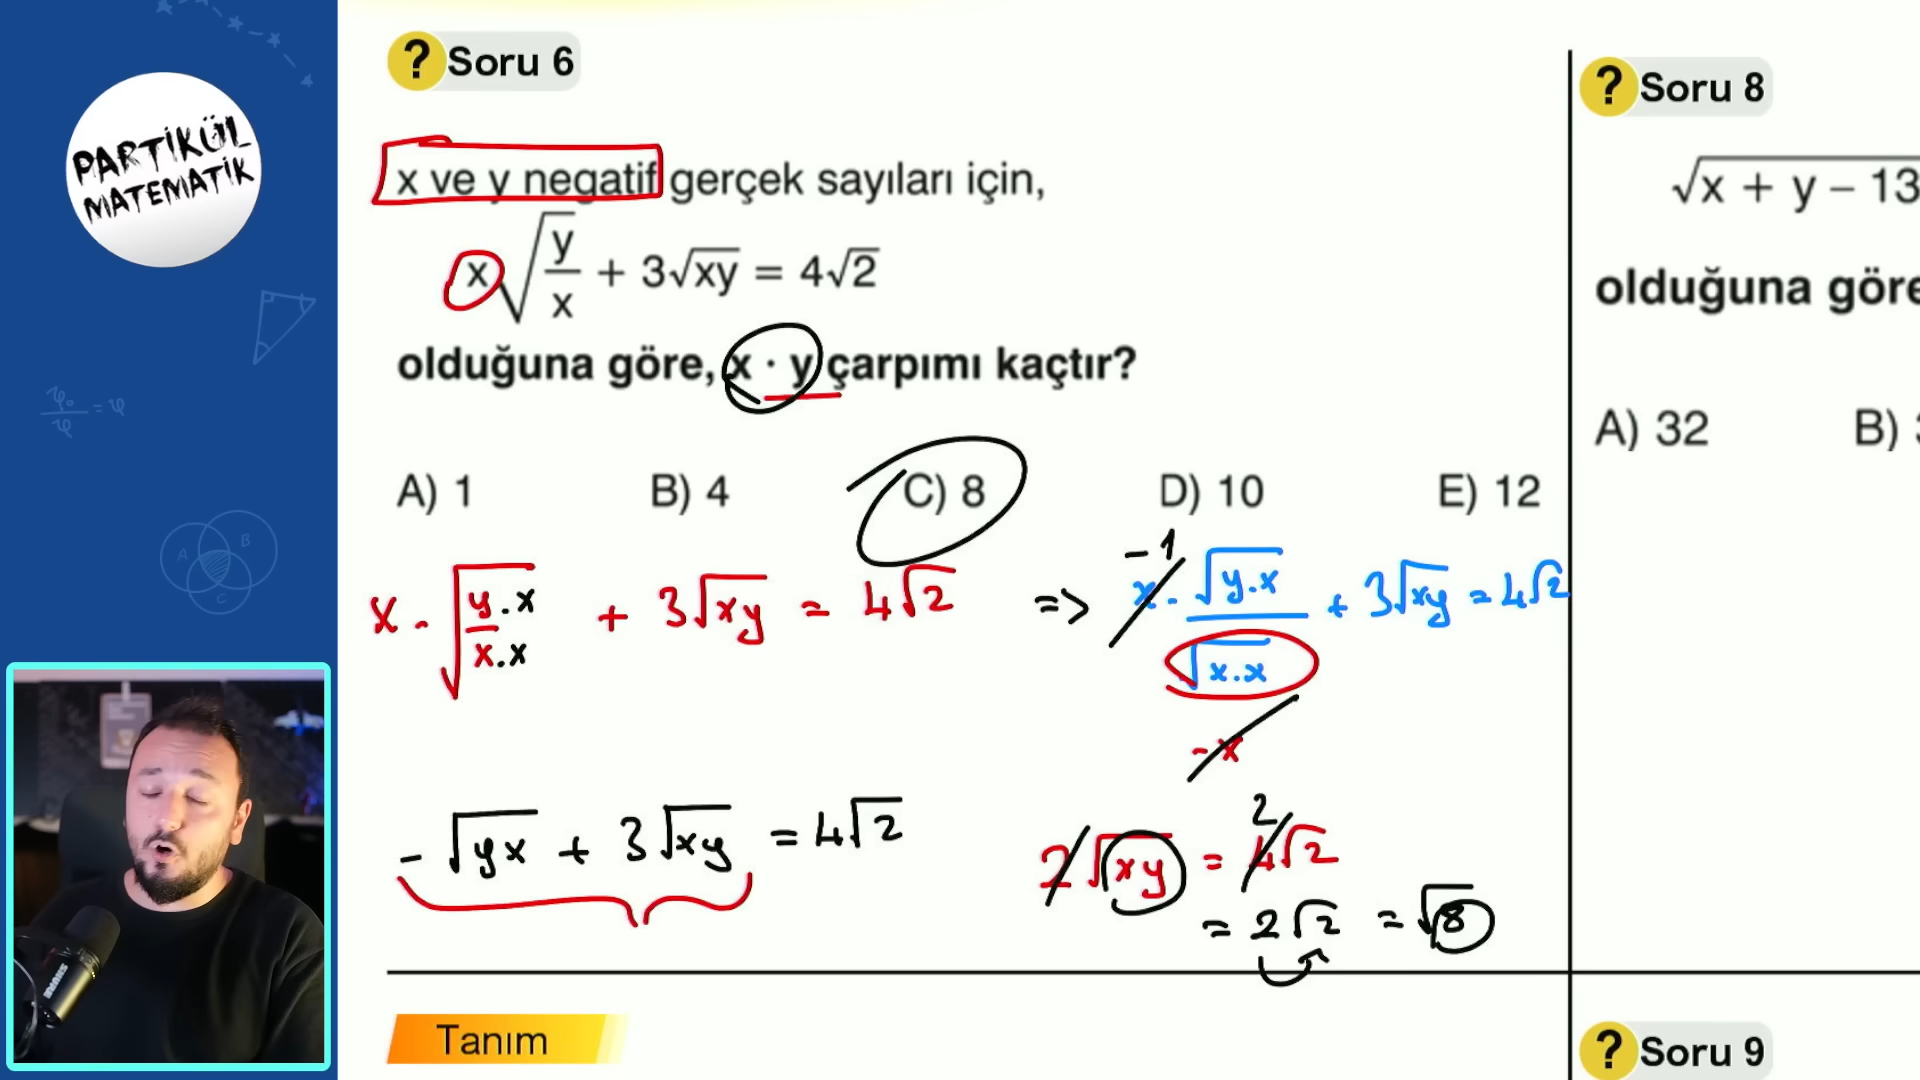 PARTİKÜL
MATEMATİK
? Soru 6
x ve y negatif gerçek sayıları için,
x√(y/x) + 3√xy = 4√2
olduğuna göre, x · y çarpımı kaçtır?
A) 1 B) 4 C) 8 D) 10 E) 12
x · √(y.x / x.x) + 3√xy = 4√2 => x · √y.x / √x.x + 3√xy = 4√2
-1
-x
-√yx + 3√xy = 4√2
2√xy = 4√2
2
= 2√2 = √8
Tanım
? Soru 8
√x + y – 13
olduğuna göre
A) 32 B)
? Soru 9
A B
C
SHURE